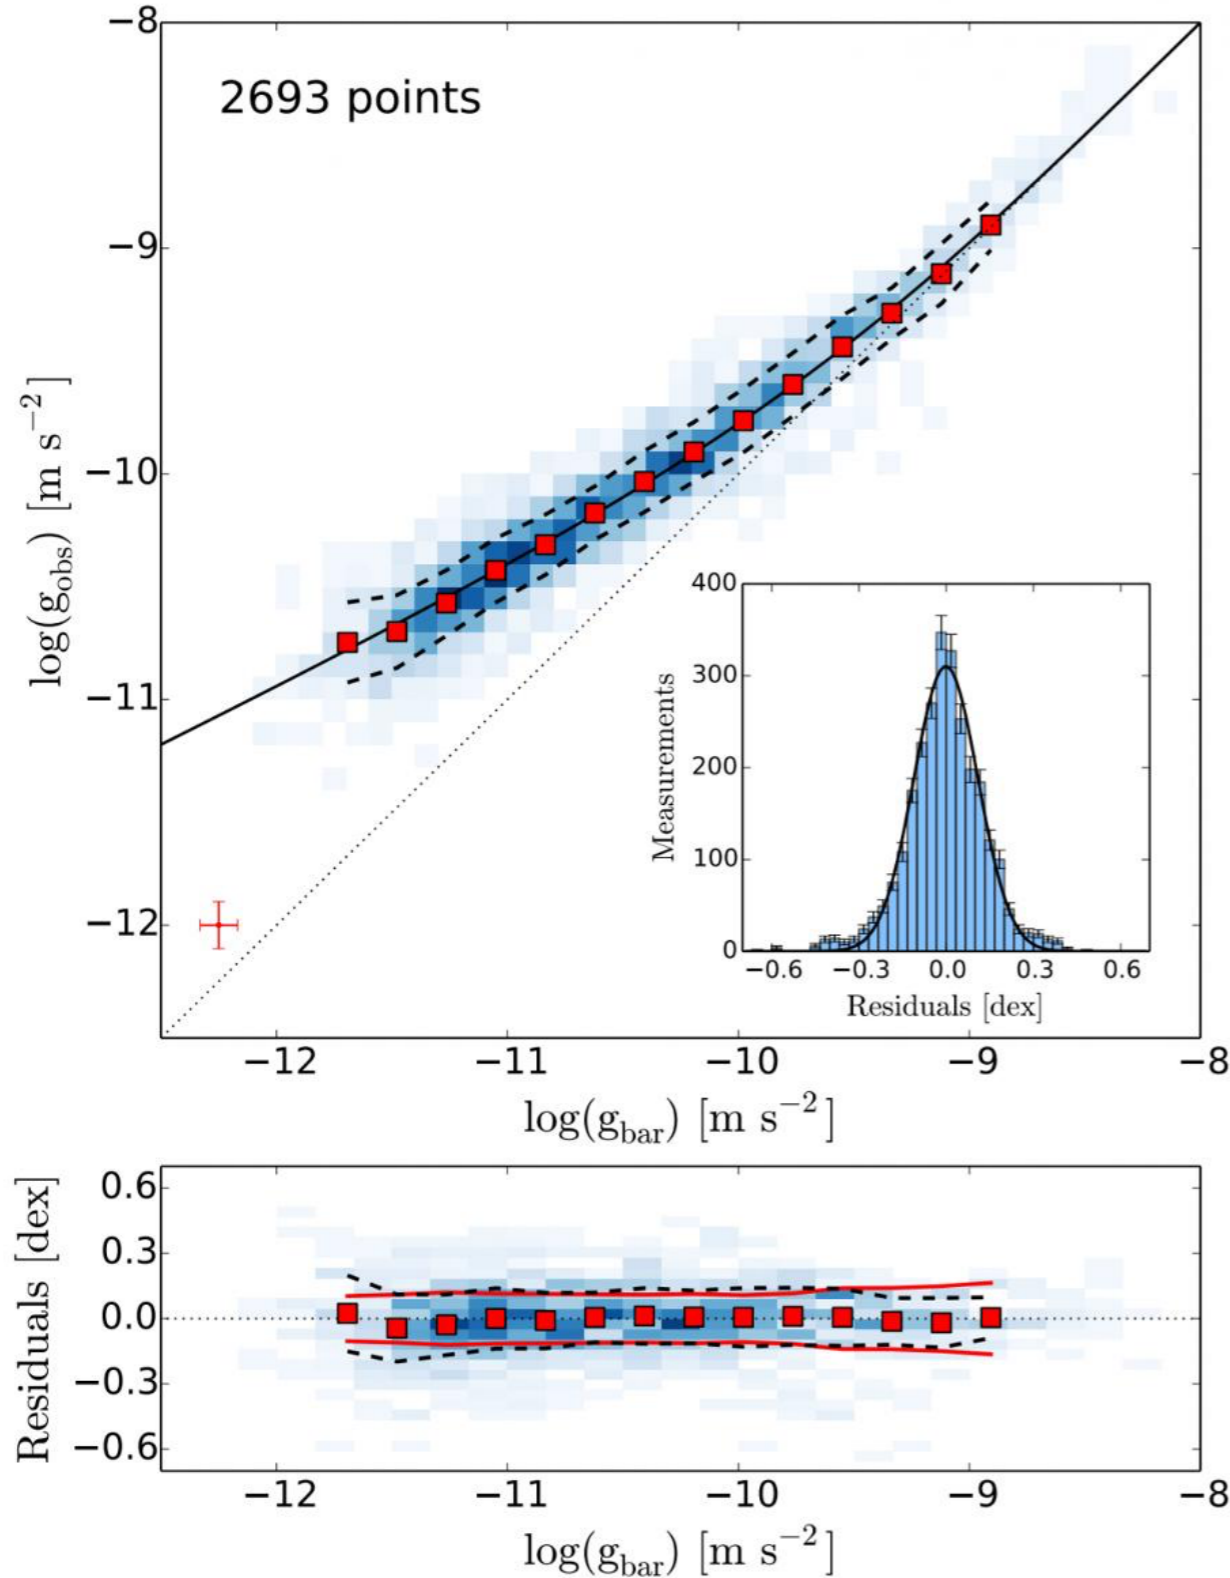 2693 points
−8
−9
−10
−11
−12
log(g_obs) [m s⁻²]
−12 −11 −10 −9 −8
log(g_bar) [m s⁻²]
400
300
200
100
0
Measurements
−0.6 −0.3 0.0 0.3 0.6
Residuals [dex]
0.6
0.3
0.0
−0.3
−0.6
Residuals [dex]
−12 −11 −10 −9 −8
log(g_bar) [m s⁻²]